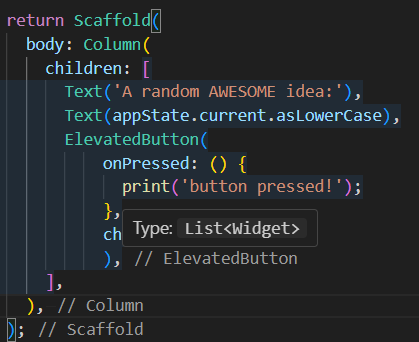 return Scaffold(
body: Column(
children: [
Text('A random AWESOME idea:'),
Text(appState.current.asLowerCase),
ElevatedButton(
onPressed: () {
print('button pressed!');
},
Type: List<Widget>
ch
), // ElevatedButton
],
), // Column
); // Scaffold